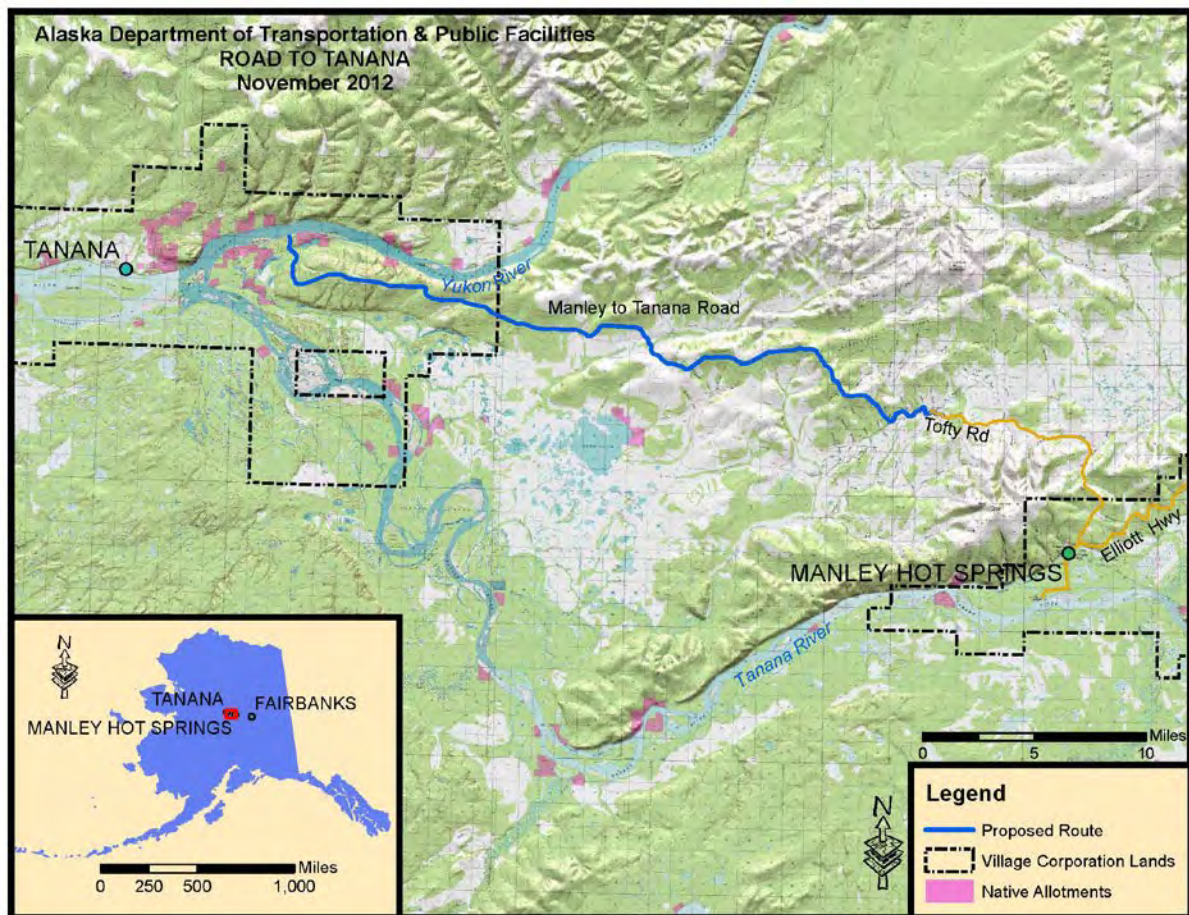 Alaska Department of Transportation & Public Facilities
ROAD TO TANANA
November 2012
TANANA
Yukon River
Manley to Tanana Road
Tofty Rd
Elliott Hwy
MANLEY HOT SPRINGS
Tanana River
Miles
0 5 10
N
N
TANANA
FAIRBANKS
MANLEY HOT SPRINGS
Miles
0 250 500 1,000
Legend
Proposed Route
Village Corporation Lands
Native Allotments